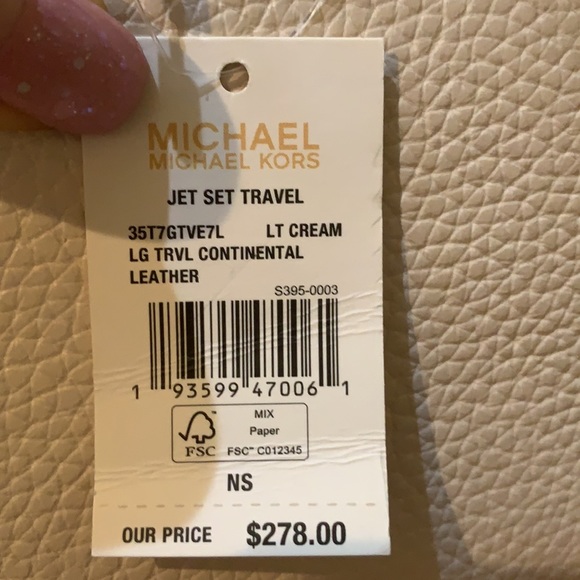 MICHAEL
MICHAEL KORS
JET SET TRAVEL
35T7GTVE7L LT CREAM
LG TRVL CONTINENTAL
LEATHER
S395-0003
1 93599 47006 1
MIX
Paper
FSC FSC™ C012345
NS
OUR PRICE $278.00